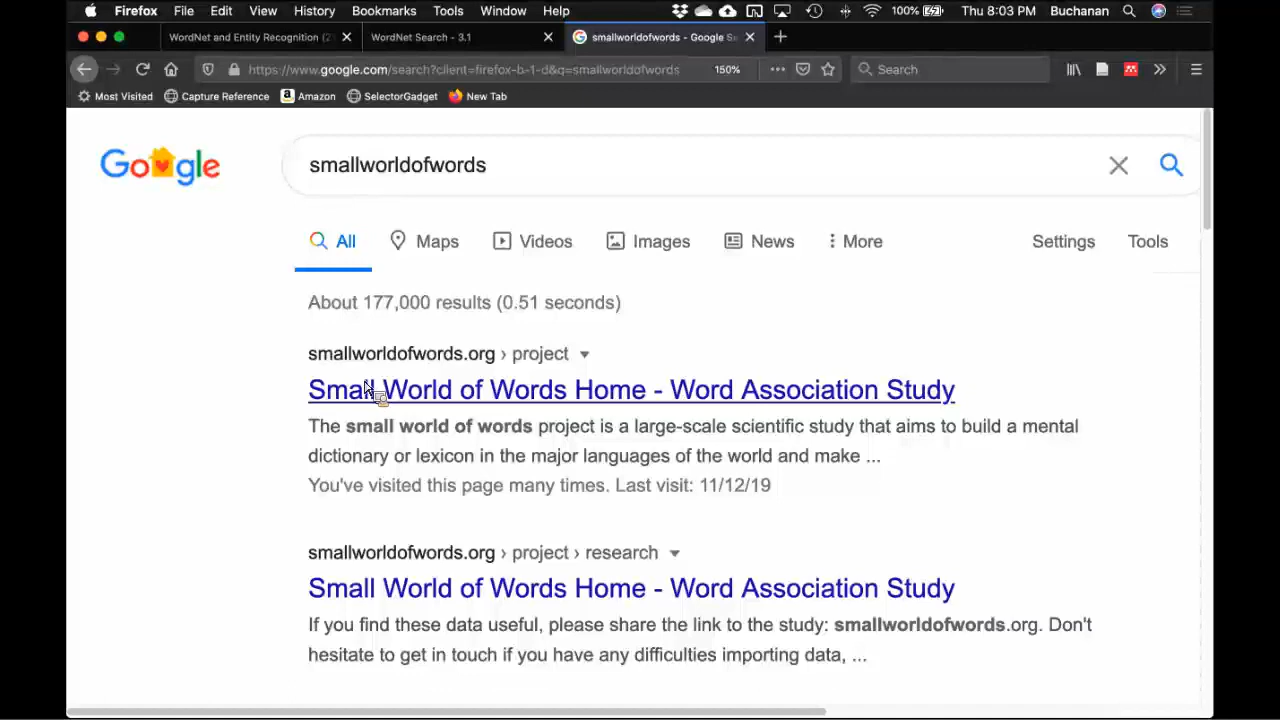 Firefox File Edit View History Bookmarks Tools Window Help 100% Thu 8:03 PM Buchanan
WordNet and Entity Recognition (2 WordNet Search - 3.1 smallworldofwords - Google Se
https://www.google.com/search?client=firefox-b-1-d&q=smallworldofwords 150% Search
Most Visited Capture Reference Amazon SelectorGadget New Tab
Google smallworldofwords
All Maps Videos Images News More Settings Tools
About 177,000 results (0.51 seconds)
smallworldofwords.org › project
Small World of Words Home - Word Association Study
The small world of words project is a large-scale scientific study that aims to build a mental
dictionary or lexicon in the major languages of the world and make ...
You've visited this page many times. Last visit: 11/12/19
smallworldofwords.org › project › research
Small World of Words Home - Word Association Study
If you find these data useful, please share the link to the study: smallworldofwords.org. Don't
hesitate to get in touch if you have any difficulties importing data, ...